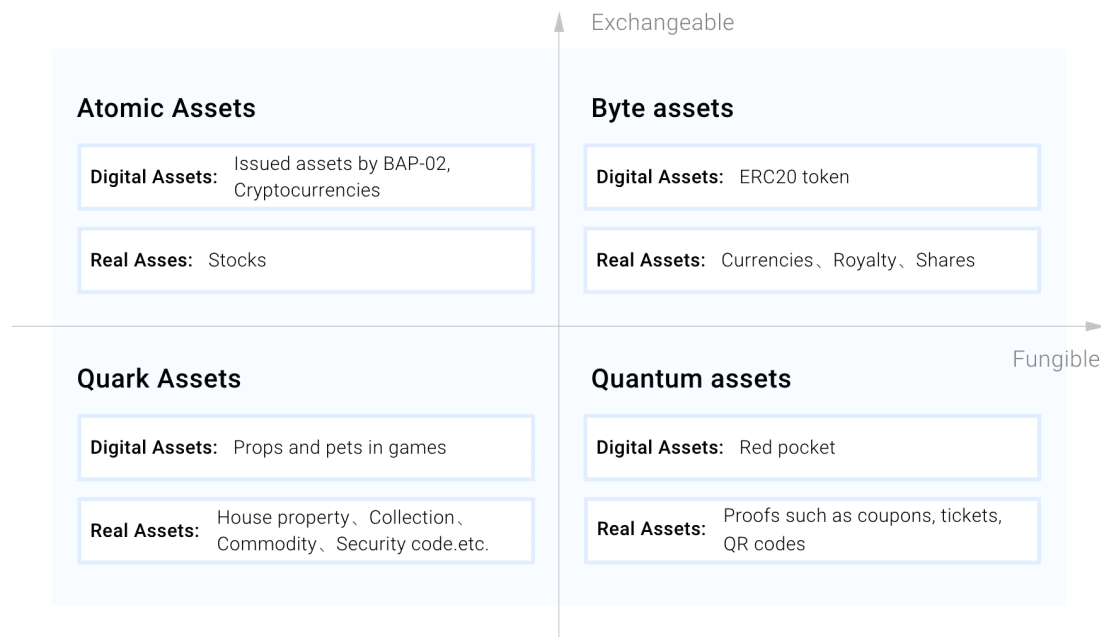 Exchangeable
Atomic Assets
Digital Assets: Issued assets by BAP-02,
Cryptocurrencies
Real Asses: Stocks
Byte assets
Digital Assets: ERC20 token
Real Assets: Currencies、Royalty、Shares
Fungible
Quark Assets
Digital Assets: Props and pets in games
Real Assets: House property、Collection、
Commodity、Security code.etc.
Quantum assets
Digital Assets: Red pocket
Real Assets: Proofs such as coupons, tickets,
QR codes